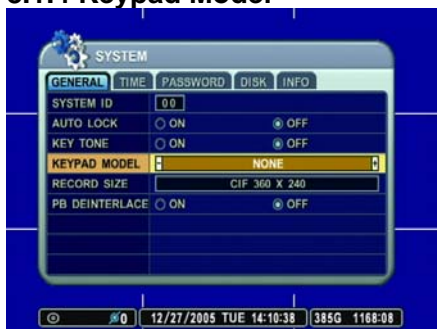 Keypad Model
SYSTEM
GENERAL TIME PASSWORD DISK INFO
SYSTEM ID 00
AUTO LOCK ON OFF
KEY TONE ON OFF
KEYPAD MODEL NONE
RECORD SIZE CIF 360 X 240
PB DEINTERLACE ON OFF
0 12/27/2005 TUE 14:10:38 385G 1168:08